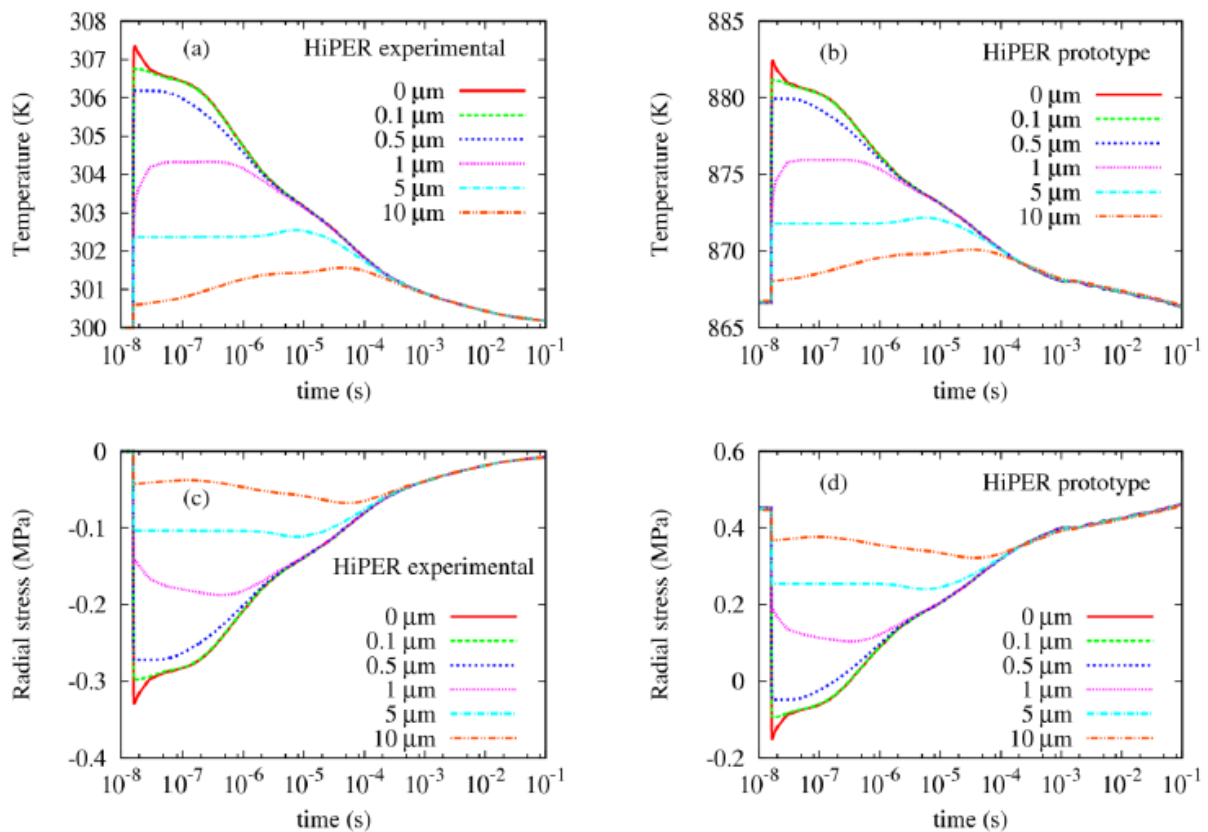 308
307
306
305
304
303
302
301
300
Temperature (K)
(a)
HiPER experimental
0 μm
0.1 μm
0.5 μm
1 μm
5 μm
10 μm
10-8 10-7 10-6 10-5 10-4 10-3 10-2 10-1
time (s)
885
880
875
870
865
Temperature (K)
(b)
HiPER prototype
0 μm
0.1 μm
0.5 μm
1 μm
5 μm
10 μm
10-8 10-7 10-6 10-5 10-4 10-3 10-2 10-1
time (s)
0
-0.1
-0.2
-0.3
-0.4
Radial stress (MPa)
(c)
HiPER experimental
0 μm
0.1 μm
0.5 μm
1 μm
5 μm
10 μm
10-8 10-7 10-6 10-5 10-4 10-3 10-2 10-1
time (s)
0.6
0.4
0.2
0
-0.2
Radial stress (MPa)
(d)
HiPER prototype
0 μm
0.1 μm
0.5 μm
1 μm
5 μm
10 μm
10-8 10-7 10-6 10-5 10-4 10-3 10-2 10-1
time (s)